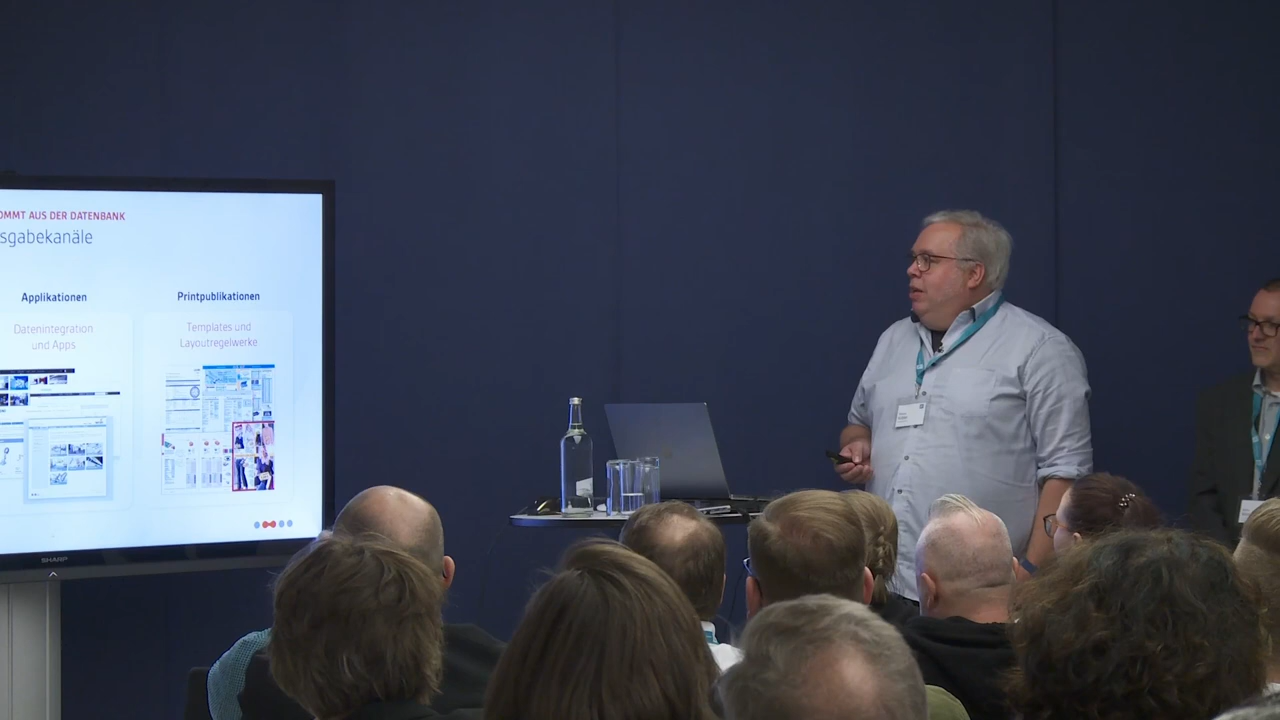 OMMT AUS DER DATENBANK
sgabekanäle
Applikationen
Datenintegration
und Apps
Printpublikationen
Templates und
Layoutregelwerke
SHARP